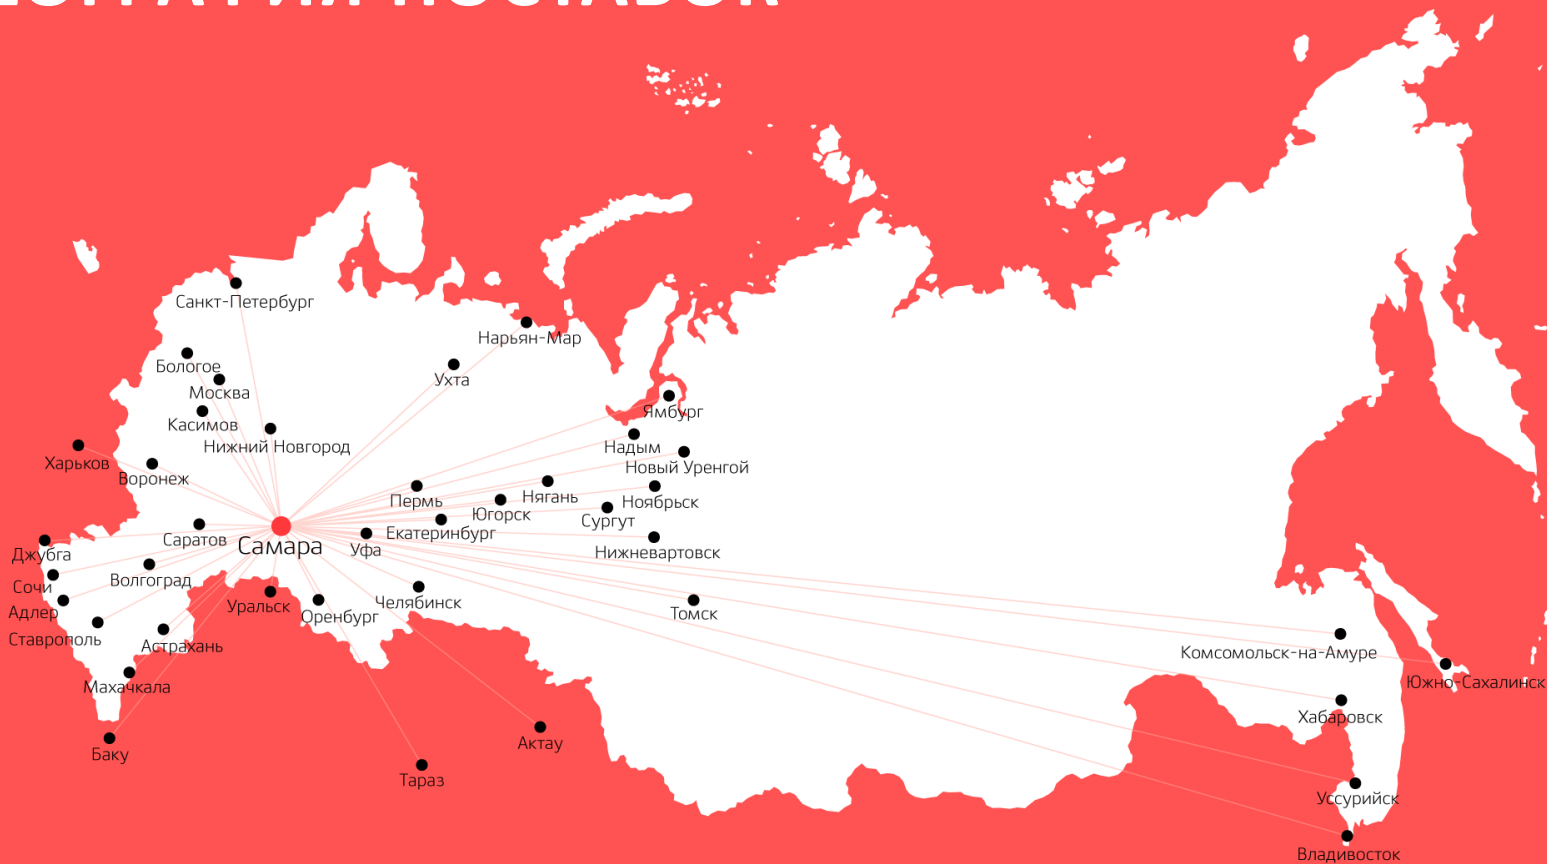 ГЕОГРАФИЯ ПОСТАВОК
Санкт-Петербург
Нарьян-Мар
Бологое
Ухта
Москва
Ямбург
Касимов
Нижний Новгород
Надым
Харьков
Новый Уренгой
Воронеж
Пермь
Нягань
Ноябрьск
Югорск
Сургут
Саратов
Екатеринбург
Самара
Уфа
Нижневартовск
Джубга
Волгоград
Сочи
Уральск
Челябинск
Адлер
Оренбург
Томск
Ставрополь
Астрахань
Комсомольск-на-Амуре
Махачкала
Южно-Сахалинск
Хабаровск
Актау
Баку
Тараз
Уссурийск
Владивосток